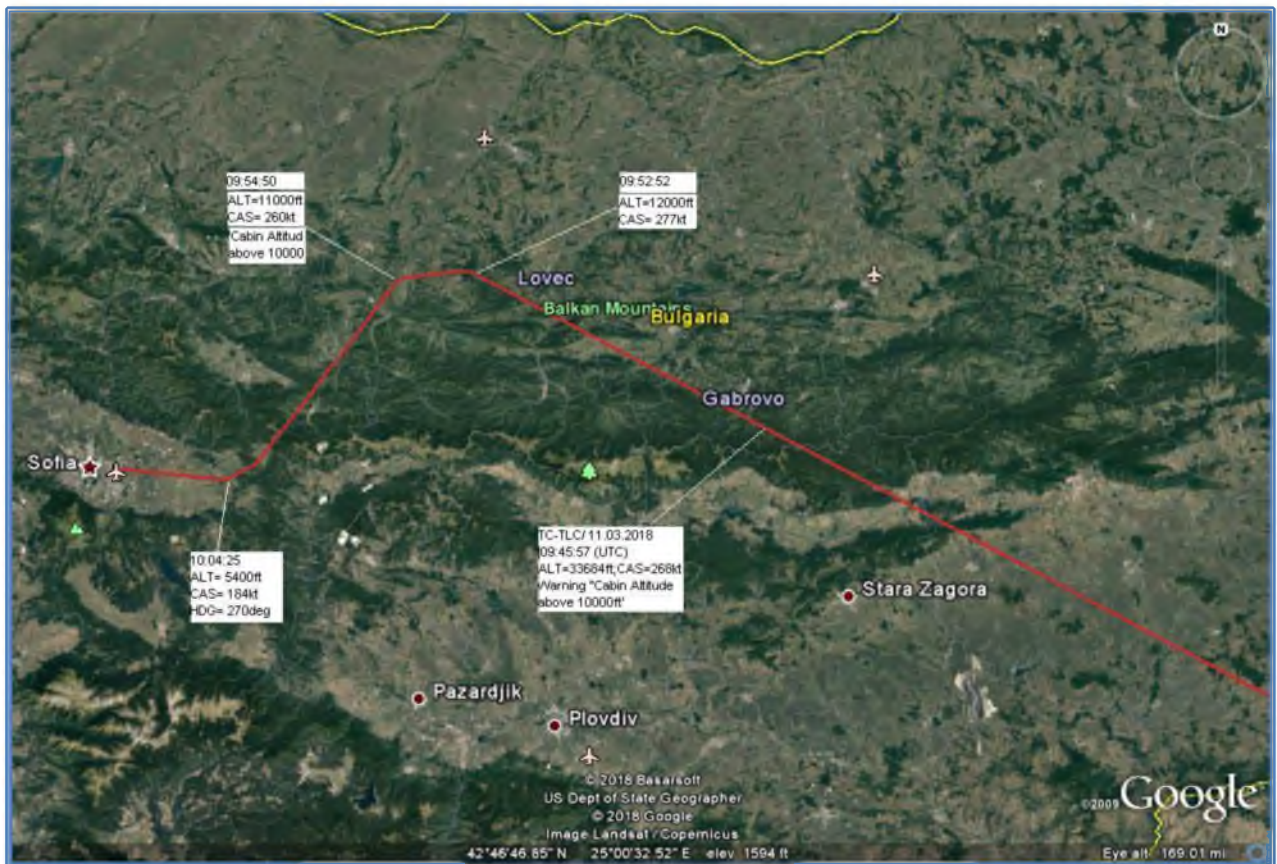 N
09:54:50
ALT=11000ft
CAS= 260kt
'Cabin Altitud
above 10000
09:52:52
ALT=12000ft
CAS= 277kt
Lovec
Balkan Mountains
Bulgaria
Gabrovo
Sofia
10:04:25
ALT= 5400ft
CAS= 184kt
HDG= 270deg
TC-TLC/ 11.03.2018
09:45:57 (UTC)
ALT=33684ft;CAS=268kt
Warning "Cabin Altitude
above 10000ft'
Stara Zagora
Pazardjik
Plovdiv
© 2018 Basarsoft
US Dept of State Geographer
© 2018 Google
Image Landsat / Copernicus
©2009 Google
42°46'46.85" N 25°00'32.52" E elev 1594 ft
Eye alt 169.01 mi